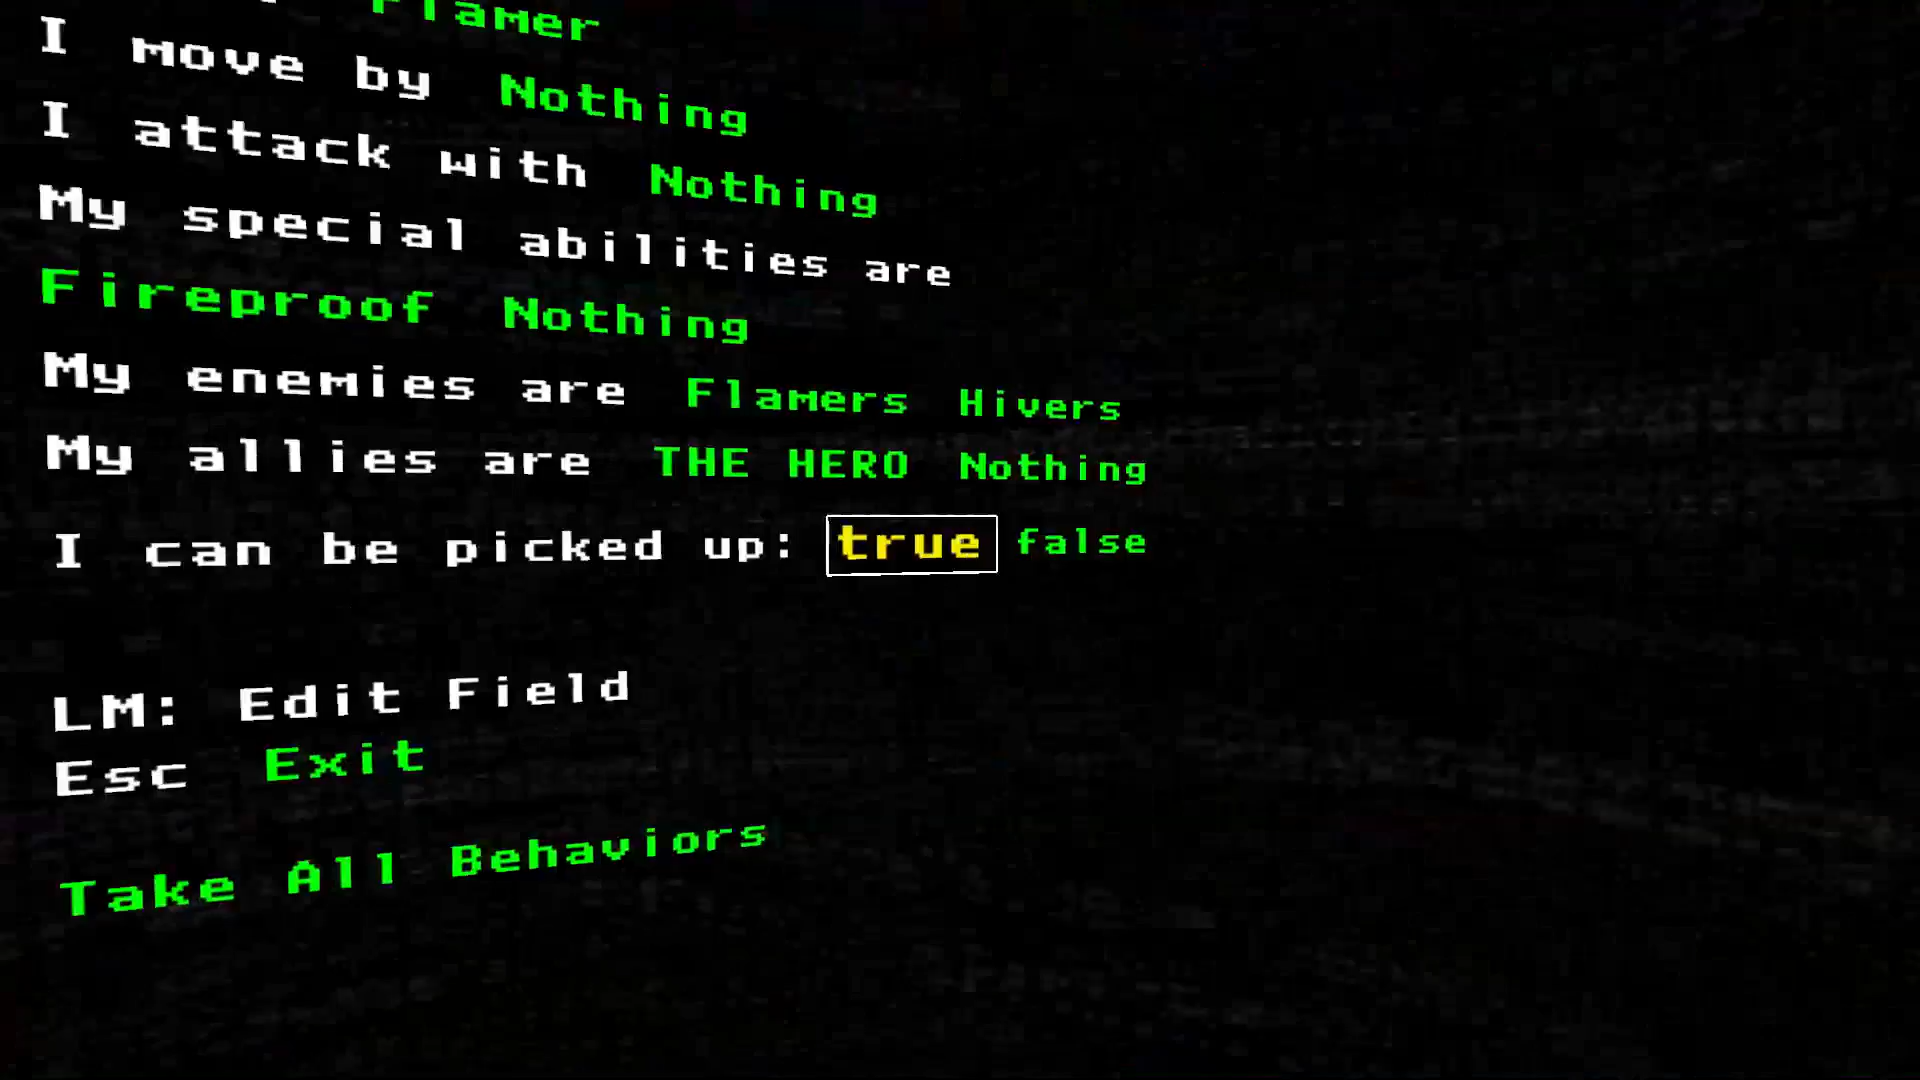 Flamer
I move by Nothing
I attack with Nothing
My special abilities are
Fireproof Nothing
My enemies are Flamers Hivers
My allies are THE HERO Nothing
I can be picked up: true false
LM: Edit Field
Esc Exit
Take All Behaviors